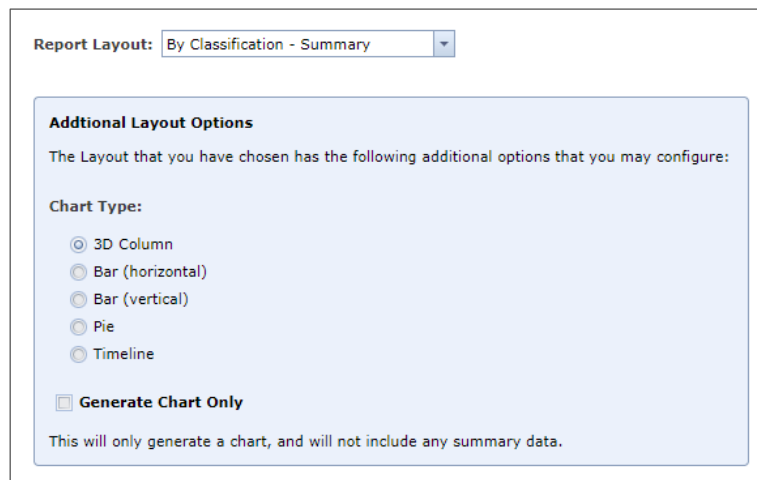 Report Layout: By Classification - Summary
Addtional Layout Options
The Layout that you have chosen has the following additional options that you may configure:
Chart Type:
3D Column
Bar (horizontal)
Bar (vertical)
Pie
Timeline
Generate Chart Only
This will only generate a chart, and will not include any summary data.